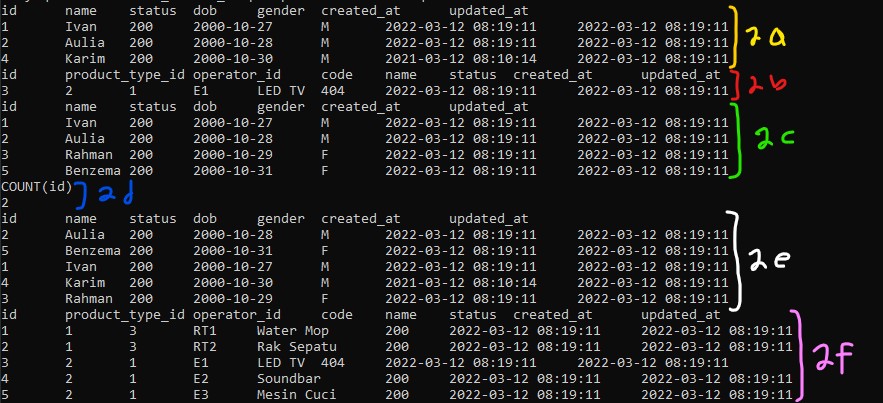 id name status dob gender created_at updated_at
1 Ivan 200 2000-10-27 M 2022-03-12 08:19:11 2022-03-12 08:19:11
2 Aulia 200 2000-10-28 M 2022-03-12 08:19:11 2022-03-12 08:19:11 2a
4 Karim 200 2000-10-30 M 2021-03-12 08:10:14 2022-03-12 08:19:11
id product_type_id operator_id code name status created_at updated_at
3 2 1 E1 LED TV 404 2022-03-12 08:19:11 2022-03-12 08:19:11 2b
id name status dob gender created_at updated_at
1 Ivan 200 2000-10-27 M 2022-03-12 08:19:11 2022-03-12 08:19:11
2 Aulia 200 2000-10-28 M 2022-03-12 08:19:11 2022-03-12 08:19:11 2c
3 Rahman 200 2000-10-29 F 2022-03-12 08:19:11 2022-03-12 08:19:11
5 Benzema 200 2000-10-31 F 2022-03-12 08:19:11 2022-03-12 08:19:11
COUNT(id) 2d
2
id name status dob gender created_at updated_at
2 Aulia 200 2000-10-28 M 2022-03-12 08:19:11 2022-03-12 08:19:11
5 Benzema 200 2000-10-31 F 2022-03-12 08:19:11 2022-03-12 08:19:11
1 Ivan 200 2000-10-27 M 2022-03-12 08:19:11 2022-03-12 08:19:11 2e
4 Karim 200 2000-10-30 M 2021-03-12 08:10:14 2022-03-12 08:19:11
3 Rahman 200 2000-10-29 F 2022-03-12 08:19:11 2022-03-12 08:19:11
id product_type_id operator_id code name status created_at updated_at
1 1 3 RT1 Water Mop 200 2022-03-12 08:19:11 2022-03-12 08:19:11
2 1 3 RT2 Rak Sepatu 200 2022-03-12 08:19:11 2022-03-12 08:19:11
3 2 1 E1 LED TV 404 2022-03-12 08:19:11 2022-03-12 08:19:11 2f
4 2 1 E2 Soundbar 200 2022-03-12 08:19:11 2022-03-12 08:19:11
5 2 1 E3 Mesin Cuci 200 2022-03-12 08:19:11 2022-03-12 08:19:11